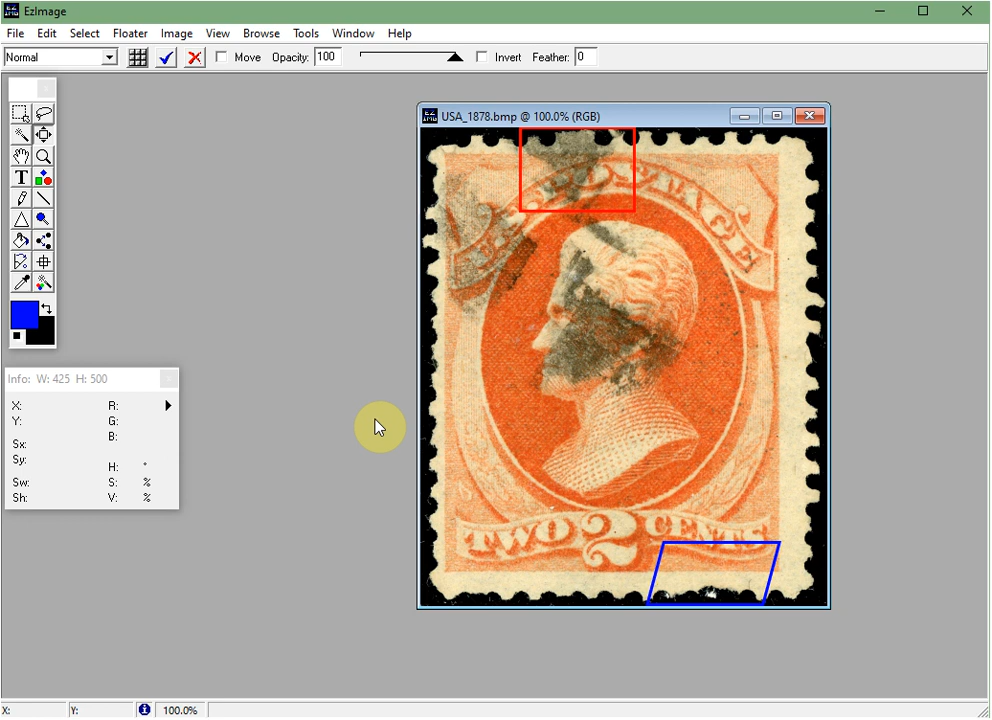 EzImage
File Edit Select Floater Image View Browse Tools Window Help
Normal Move Opacity: 100 Invert Feather: 0
USA_1878.bmp @ 100.0% (RGB)
T
Info: W: 425 H: 500
X: R:
Y: G:
B:
Sx:
Sy:
H: °
Sw: S: %
Sh: V: %
POSTAGE
TWO 2 CENTS
X: Y: 100.0%